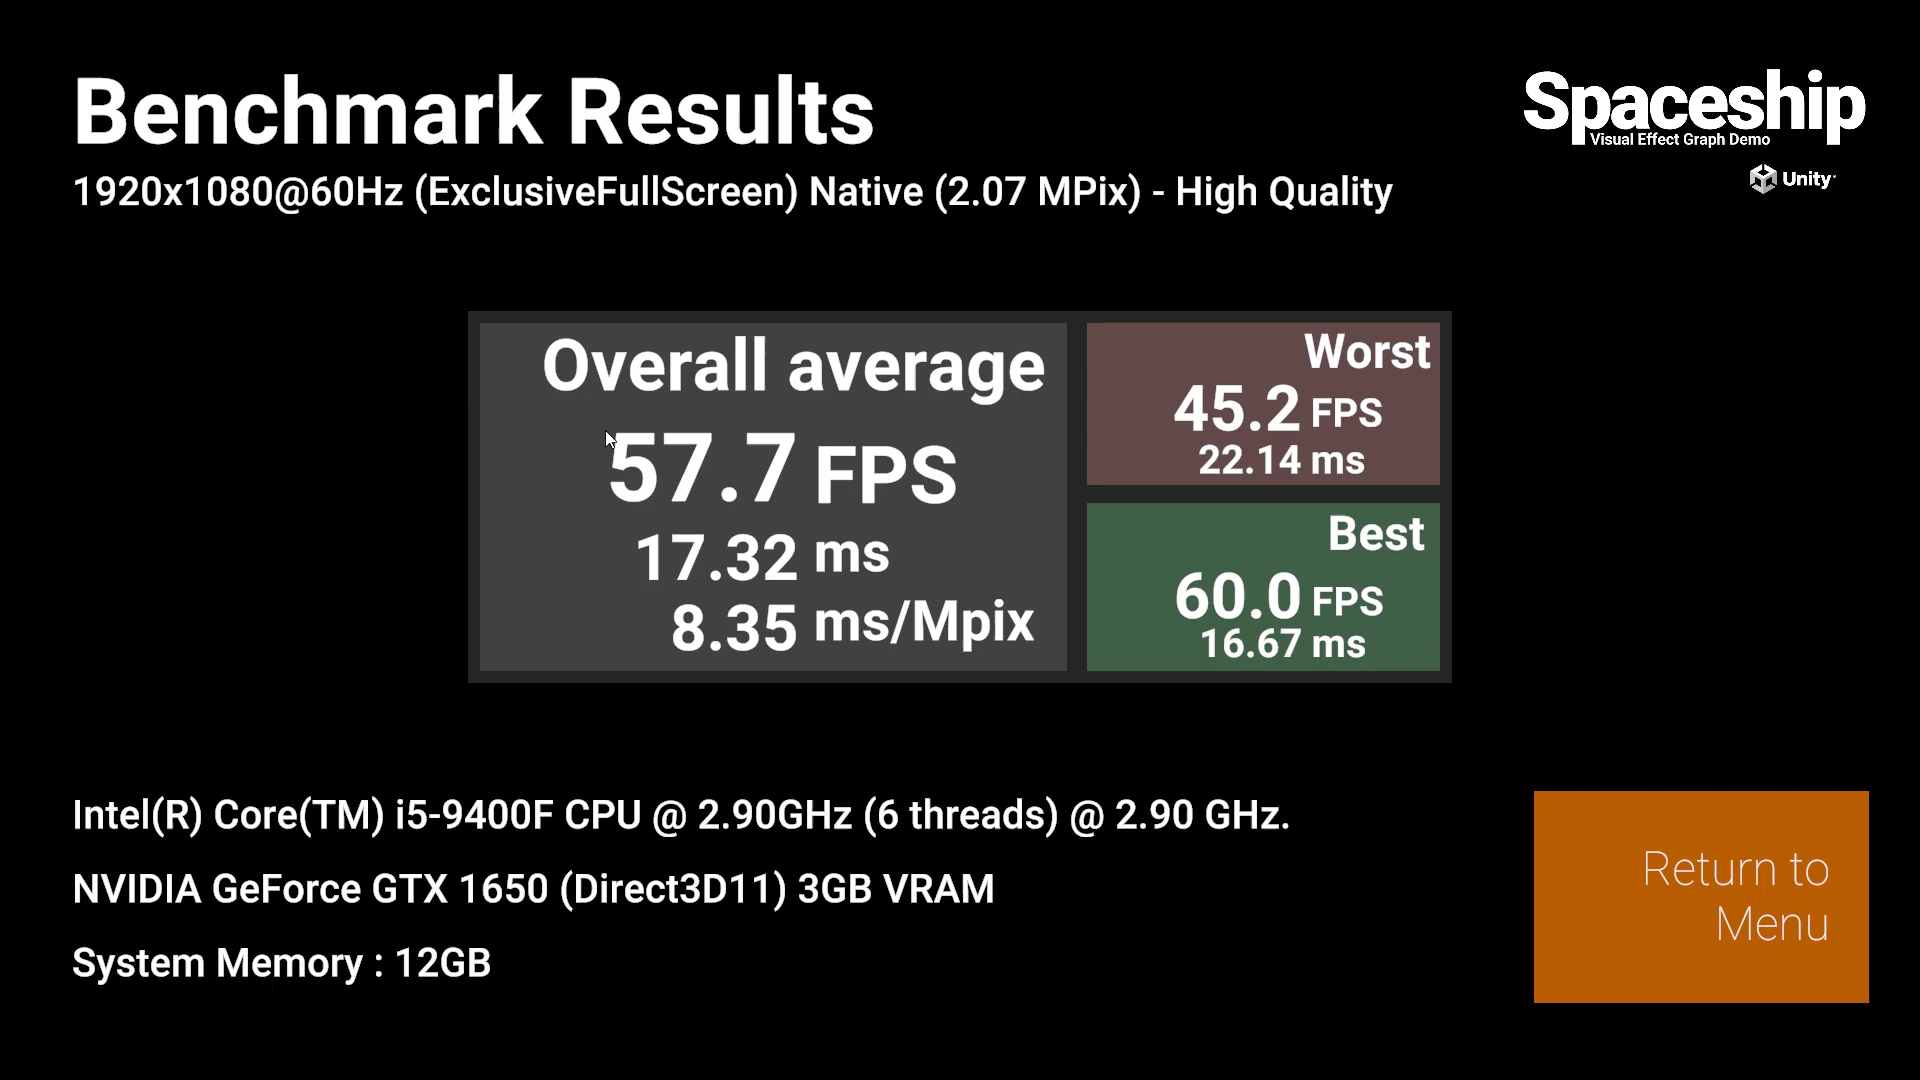 Benchmark Results
1920x1080@60Hz (ExclusiveFullScreen) Native (2.07 MPix) - High Quality
Spaceship
Visual Effect Graph Demo
Unity
Overall average
57.7 FPS
17.32 ms
8.35 ms/Mpix
Worst
45.2 FPS
22.14 ms
Best
60.0 FPS
16.67 ms
Intel(R) Core(TM) i5-9400F CPU @ 2.90GHz (6 threads) @ 2.90 GHz.
NVIDIA GeForce GTX 1650 (Direct3D11) 3GB VRAM
System Memory : 12GB
Return to
Menu